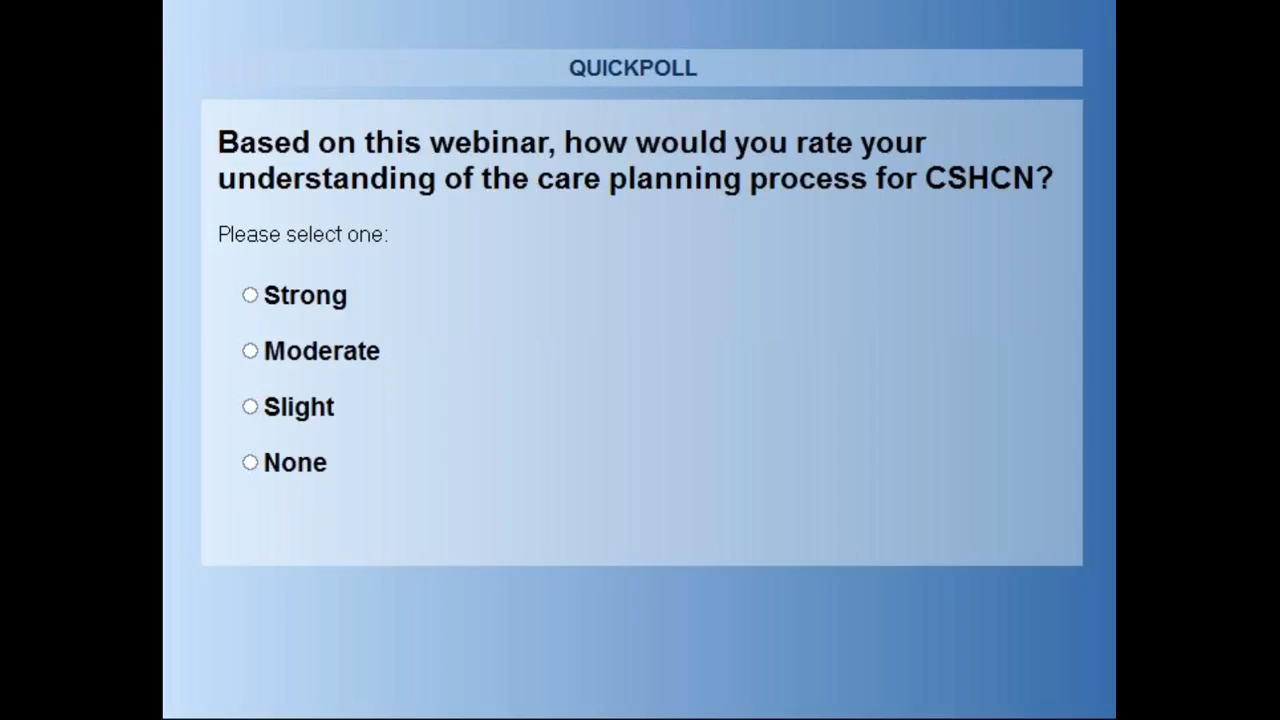 QUICKPOLL
Based on this webinar, how would you rate your
understanding of the care planning process for CSHCN?
Please select one:
Strong
Moderate
Slight
None